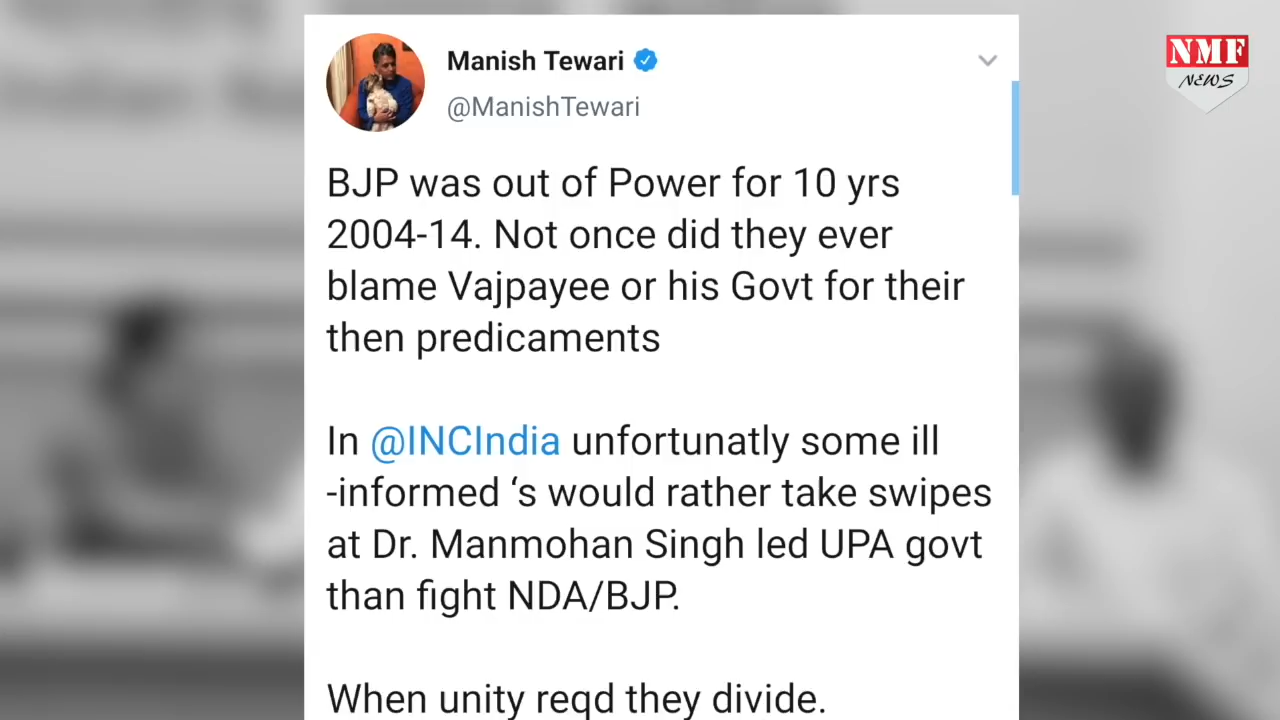 Manish Tewari
@ManishTewari
NMF
NEWS
BJP was out of Power for 10 yrs
2004-14. Not once did they ever
blame Vajpayee or his Govt for their
then predicaments
In @INCIndia unfortunatly some ill
-informed ‘s would rather take swipes
at Dr. Manmohan Singh led UPA govt
than fight NDA/BJP.
When unity reqd they divide.